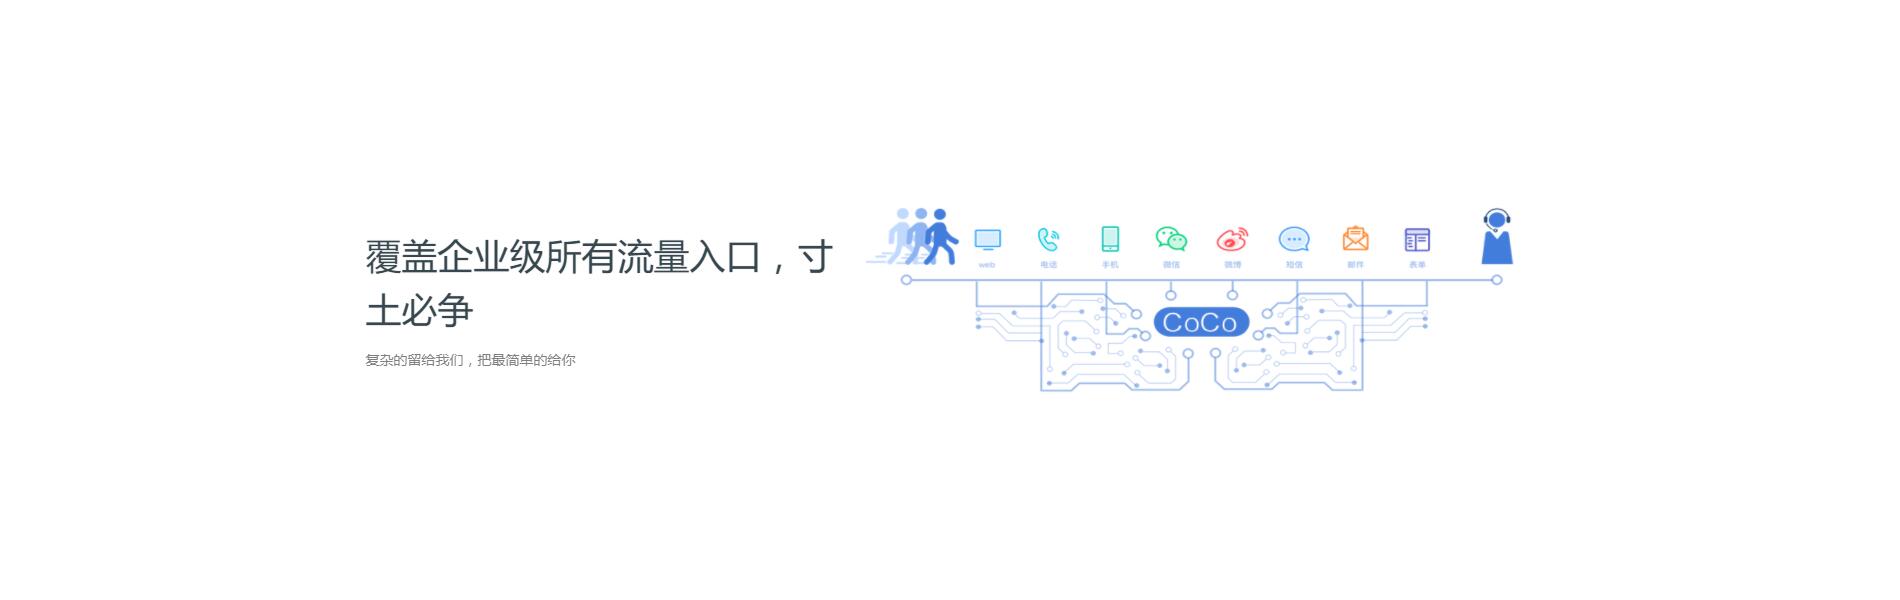 覆盖企业级所有流量入口，寸
土必争
复杂的留给我们，把最简单的给你
web 电话 手机 微信 微博 短信 邮件 表单
CoCo